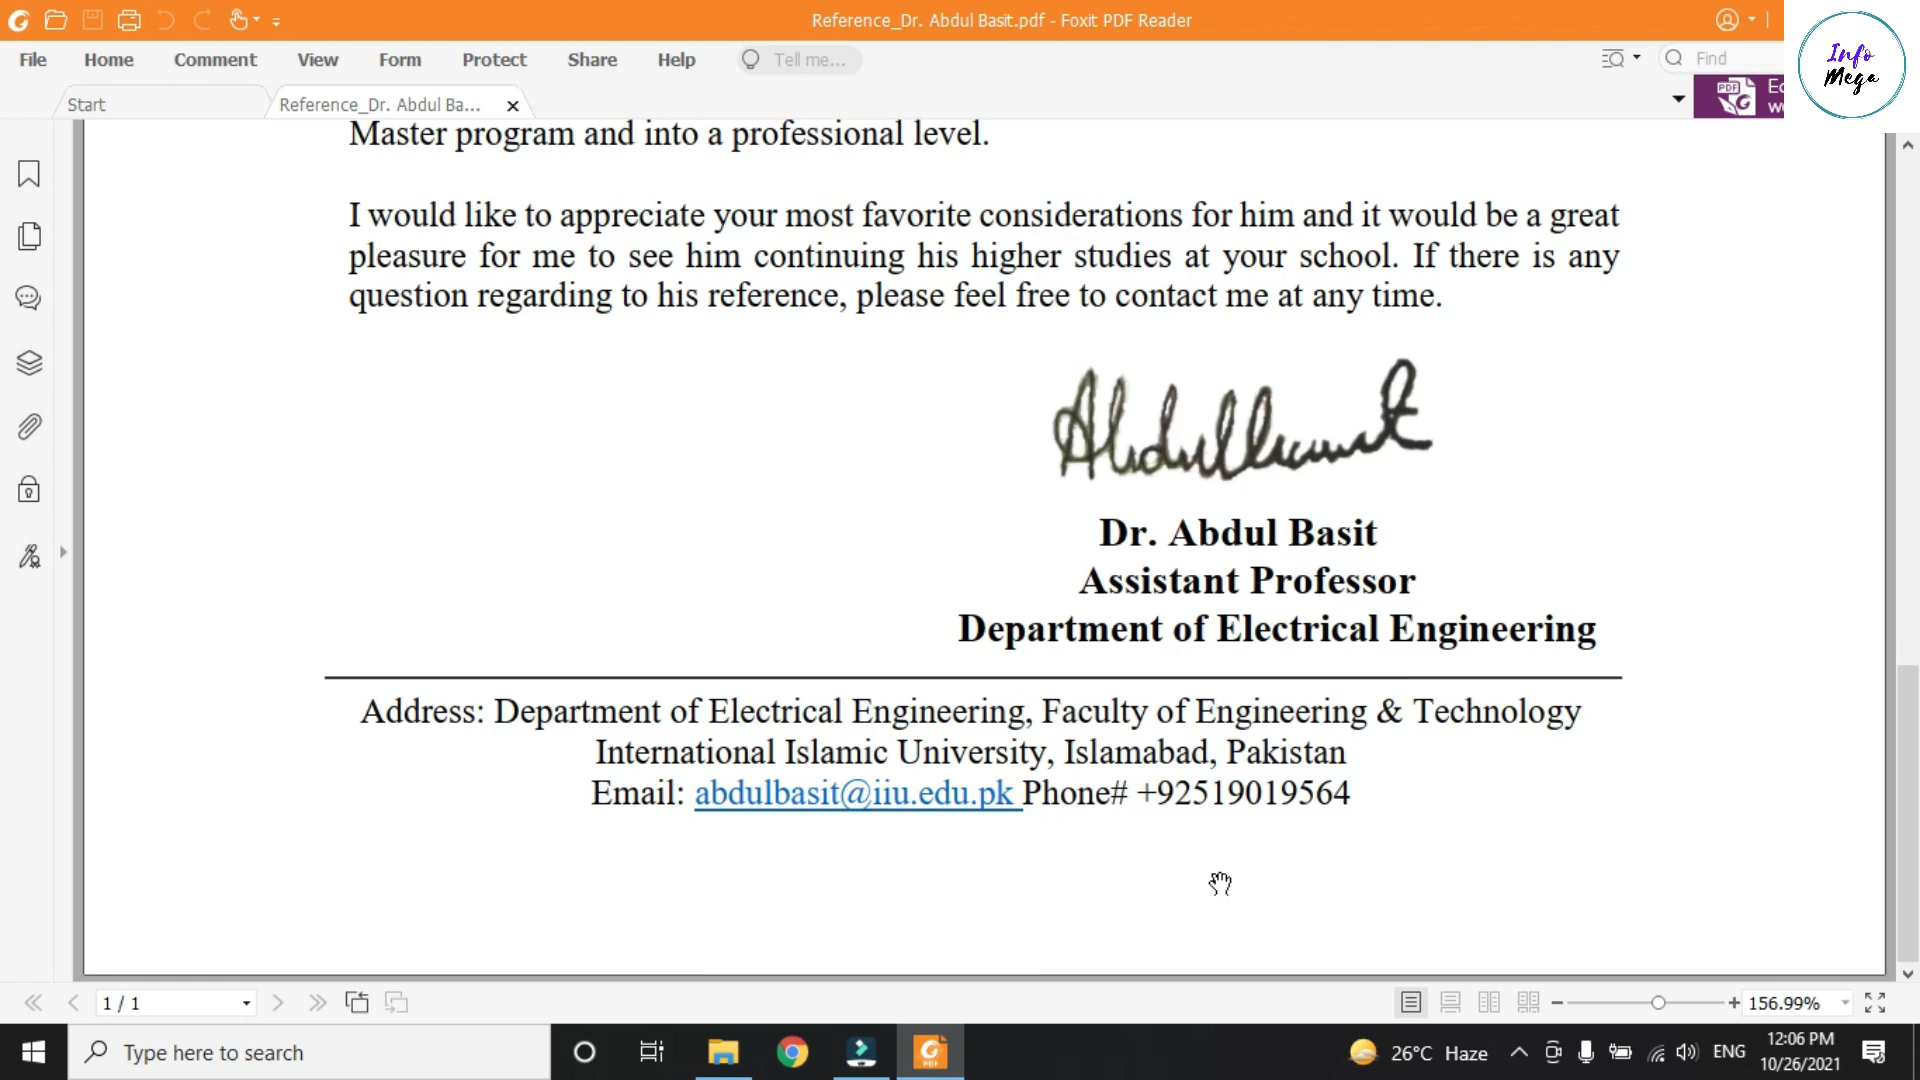 Reference_Dr. Abdul Basit.pdf - Foxit PDF Reader
File Home Comment View Form Protect Share Help Tell me... Find
Info
Mega
Start Reference_Dr. Abdul Ba...
Master program and into a professional level.
I would like to appreciate your most favorite considerations for him and it would be a great
pleasure for me to see him continuing his higher studies at your school. If there is any
question regarding to his reference, please feel free to contact me at any time.
Dr. Abdul Basit
Assistant Professor
Department of Electrical Engineering
Address: Department of Electrical Engineering, Faculty of Engineering & Technology
International Islamic University, Islamabad, Pakistan
Email: abdulbasit@iiu.edu.pk Phone# +92519019564
1 / 1
156.99%
Type here to search
26°C Haze
ENG
12:06 PM
10/26/2021